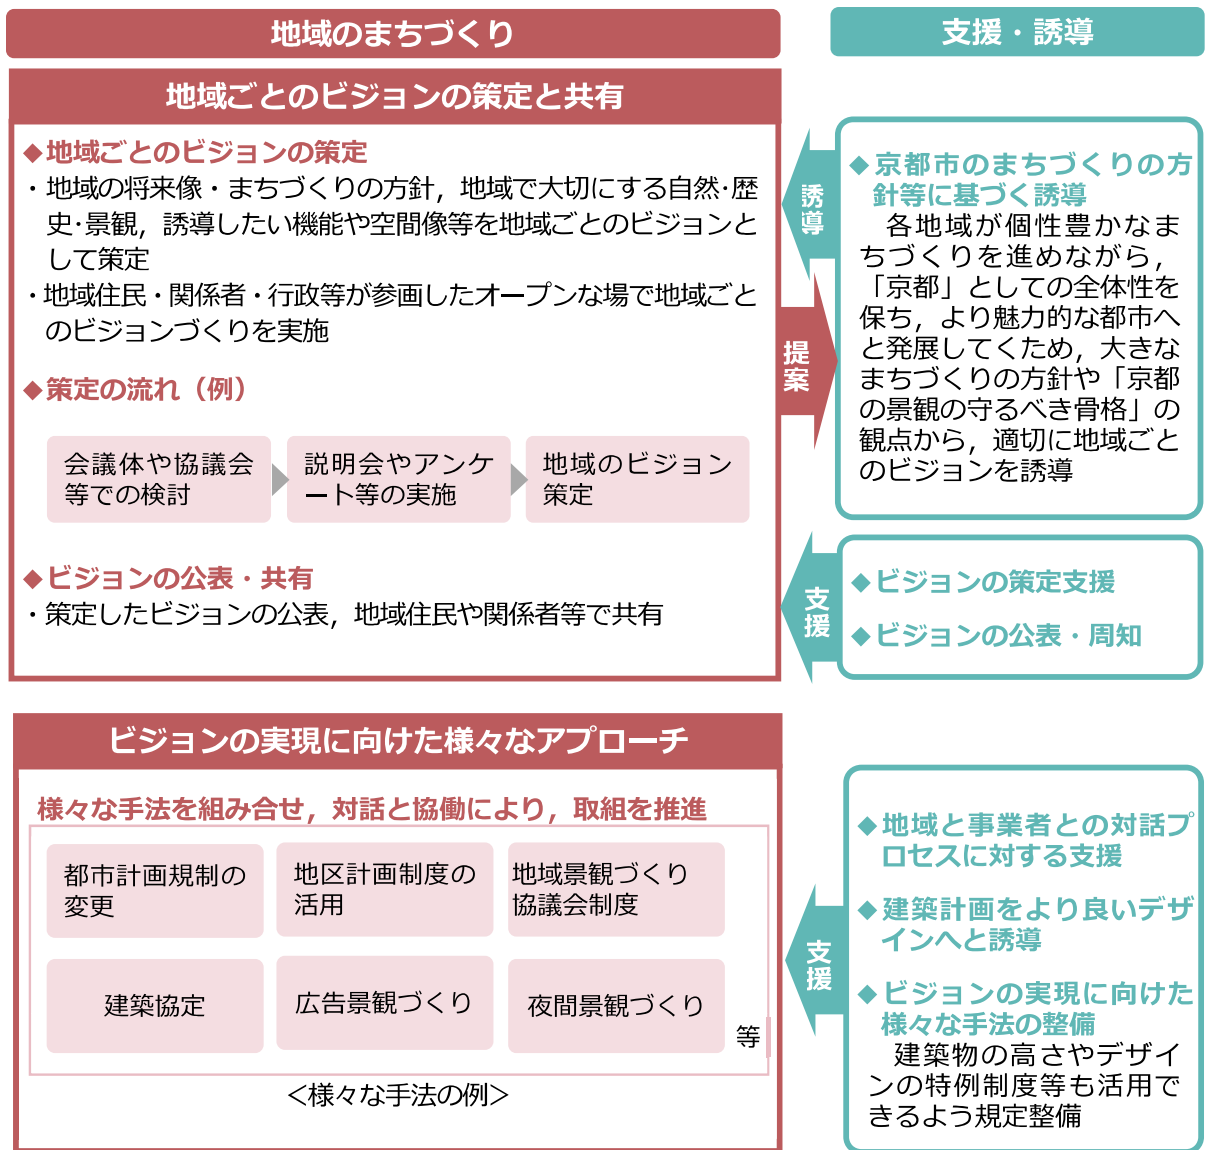 地域のまちづくり
支援・誘導
地域ごとのビジョンの策定と共有
◆地域ごとのビジョンの策定
・地域の将来像・まちづくりの方針，地域で大切にする自然・歴
史・景観，誘導したい機能や空間像等を地域ごとのビジョンと
して策定
・地域住民・関係者・行政等が参画したオープンな場で地域ごと
のビジョンづくりを実施
◆策定の流れ（例）
会議体や協議会
等での検討
説明会やアンケ
ート等の実施
地域のビジョン
策定
◆ビジョンの公表・共有
・策定したビジョンの公表，地域住民や関係者等で共有
誘導
提案
支援
◆京都市のまちづくりの方
針等に基づく誘導
各地域が個性豊かなま
ちづくりを進めながら，
「京都」としての全体性を
保ち，より魅力的な都市へ
と発展してくため，大きな
まちづくりの方針や「京都
の景観の守るべき骨格」の
観点から，適切に地域ごと
のビジョンを誘導
◆ビジョンの策定支援
◆ビジョンの公表・周知
ビジョンの実現に向けた様々なアプローチ
様々な手法を組み合せ，対話と協働により，取組を推進
都市計画規制の
変更
地区計画制度の
活用
地域景観づくり
協議会制度
建築協定
広告景観づくり
夜間景観づくり
等
＜様々な手法の例＞
支援
◆地域と事業者との対話プ
ロセスに対する支援
◆建築計画をより良いデザ
インへと誘導
◆ビジョンの実現に向けた
様々な手法の整備
建築物の高さやデザイ
ンの特例制度等も活用で
きるよう規定整備